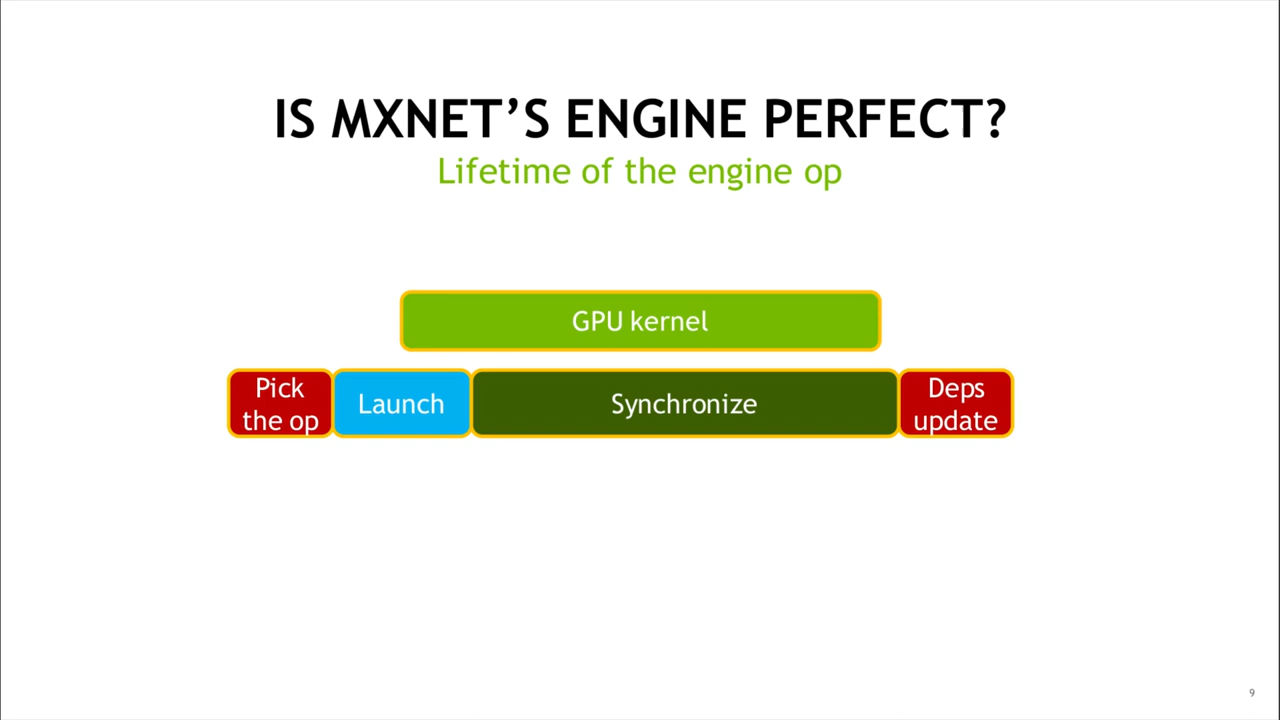 IS MXNET’S ENGINE PERFECT?
Lifetime of the engine op
GPU kernel
Pick
the op
Launch
Synchronize
Deps
update
9